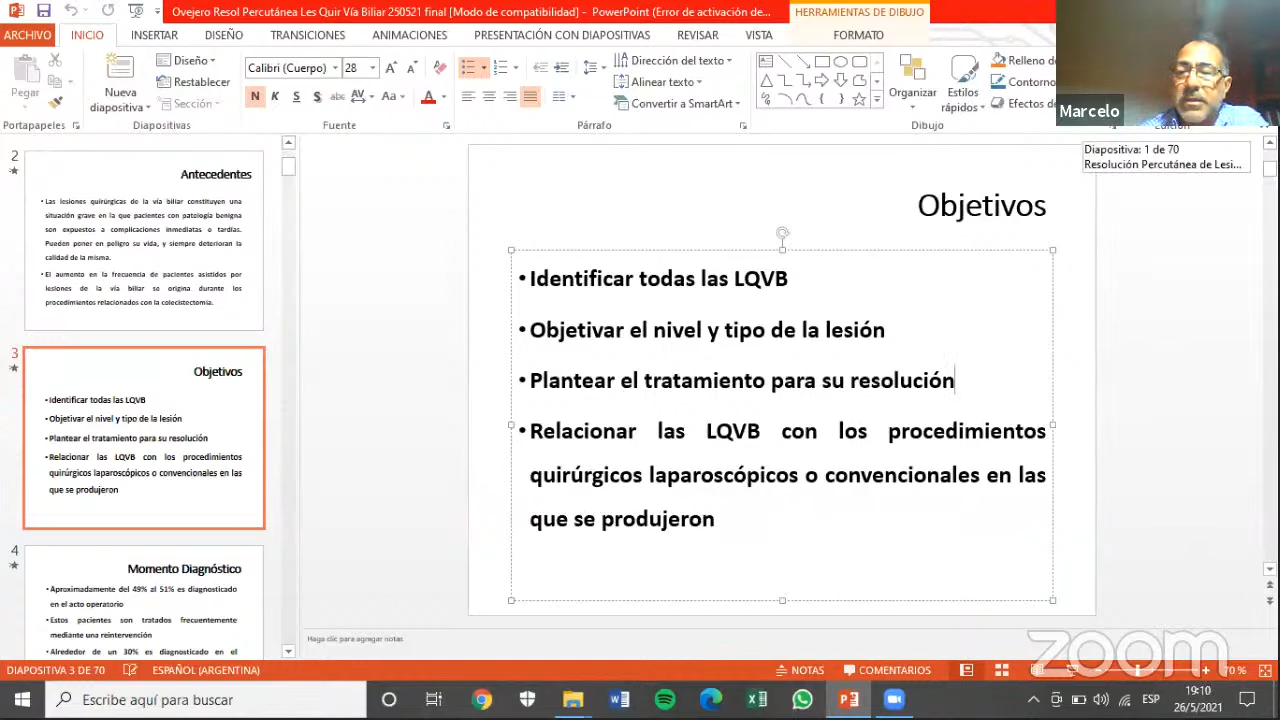 Ovejero Resol Percutánea Les Quir Vía Biliar 250521 final [Modo de compatibilidad] - PowerPoint (Error de activación de...
HERRAMIENTAS DE DIBUJO
ARCHIVO
INICIO
INSERTAR
DISEÑO
TRANSICIONES
ANIMACIONES
PRESENTACIÓN CON DIAPOSITIVAS
REVISAR
VISTA
FORMATO
Pegar
Nueva
diapositiva
Diseño
Restablecer
Sección
Calibri (Cuerpo)
28
N K S S abc AV Aa A
Dirección del texto
Alinear texto
Convertir a SmartArt
Organizar
Estilos
rápidos
Relleno d
Contorno
Efectos d
Portapapeles
Diapositivas
Fuente
Párrafo
Dibujo
Edición
Marcelo
Diapositiva: 1 de 70
Resolución Percutánea de Lesi...
2
Antecedentes
• Las lesiones quirúrgicas de la vía biliar constituyen una
situación grave en la que pacientes con patología benigna
son expuestos a complicaciones inmediatas o tardías.
Pueden poner en peligro su vida, y siempre deterioran la
calidad de la misma.
• El aumento en la frecuencia de pacientes asistidos por
lesiones de la vía biliar se origina durante los
procedimientos relacionados con la colecistectomía.
3
Objetivos
• Identificar todas las LQVB
• Objetivar el nivel y tipo de la lesión
• Plantear el tratamiento para su resolución
• Relacionar las LQVB con los procedimientos
quirúrgicos laparoscópicos o convencionales en las
que se produjeron
4
Momento Diagnóstico
• Aproximadamente del 49% al 51% es diagnosticado
en el acto operatorio
• Estos pacientes son tratados frecuentemente
mediante una reintervención
• Alrededor de un 30% es diagnosticado en el
Objetivos
• Identificar todas las LQVB
• Objetivar el nivel y tipo de la lesión
• Plantear el tratamiento para su resolución
• Relacionar las LQVB con los procedimientos
quirúrgicos laparoscópicos o convencionales en las
que se produjeron
Haga clic para agregar notas
zoom
DIAPOSITIVA 3 DE 70
ESPAÑOL (ARGENTINA)
NOTAS
COMENTARIOS
70 %
Escribe aquí para buscar
ESP
19:10
26/5/2021